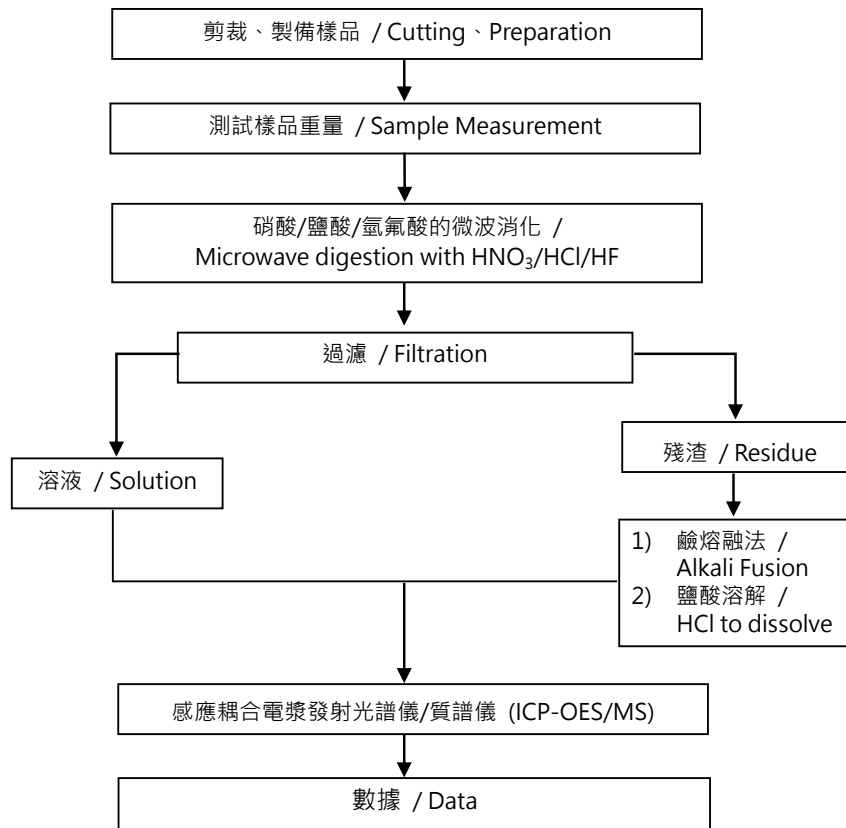 剪裁、製備樣品 / Cutting、Preparation
測試樣品重量 / Sample Measurement
硝酸/鹽酸/氫氟酸的微波消化 /
Microwave digestion with HNO₃/HCl/HF
過濾 / Filtration
溶液 / Solution
殘渣 / Residue
1) 鹼熔融法 /
Alkali Fusion
2) 鹽酸溶解 /
HCl to dissolve
感應耦合電漿發射光譜儀/質譜儀 (ICP-OES/MS)
數據 / Data